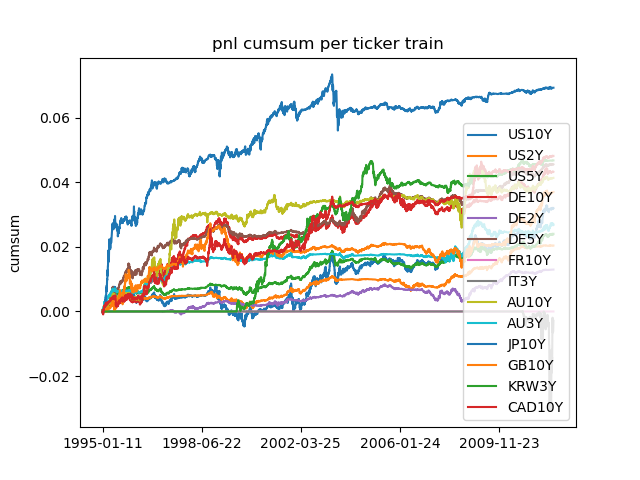 pnl cumsum per ticker train
cumsum
0.06
0.04
0.02
0.00
−0.02
1995-01-11
1998-06-22
2002-03-25
2006-01-24
2009-11-23
US10Y
US2Y
US5Y
DE10Y
DE2Y
DE5Y
FR10Y
IT3Y
AU10Y
AU3Y
JP10Y
GB10Y
KRW3Y
CAD10Y